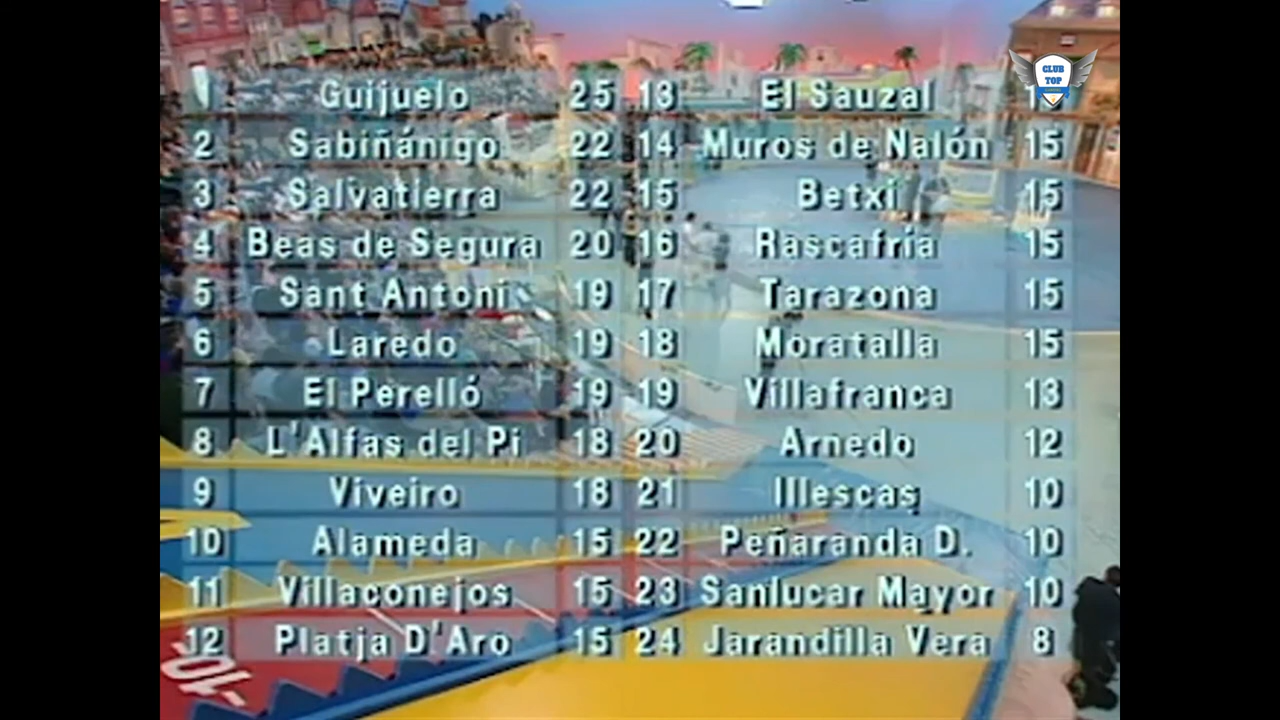 1 Guijuelo 25 13 El Sauzal
2 Sabiñánigo 22 14 Muros de Nalón 15
3 Salvatierra 22 15 Betxi 15
4 Beas de Segura 20 16 Rascafría 15
5 Sant Antoni 19 17 Tarazona 15
6 Laredo 19 18 Moratalla 15
7 El Perelló 19 19 Villafranca 13
8 L'Alfas del Pi 18 20 Arnedo 12
9 Viveiro 18 21 Illescas 10
10 Alameda 15 22 Peñaranda D. 10
11 Villaconejos 15 23 Sanlucar Mayor 10
12 Platja D'Aro 15 24 Jarandilla Vera 8
CLUB
TOP
-10-